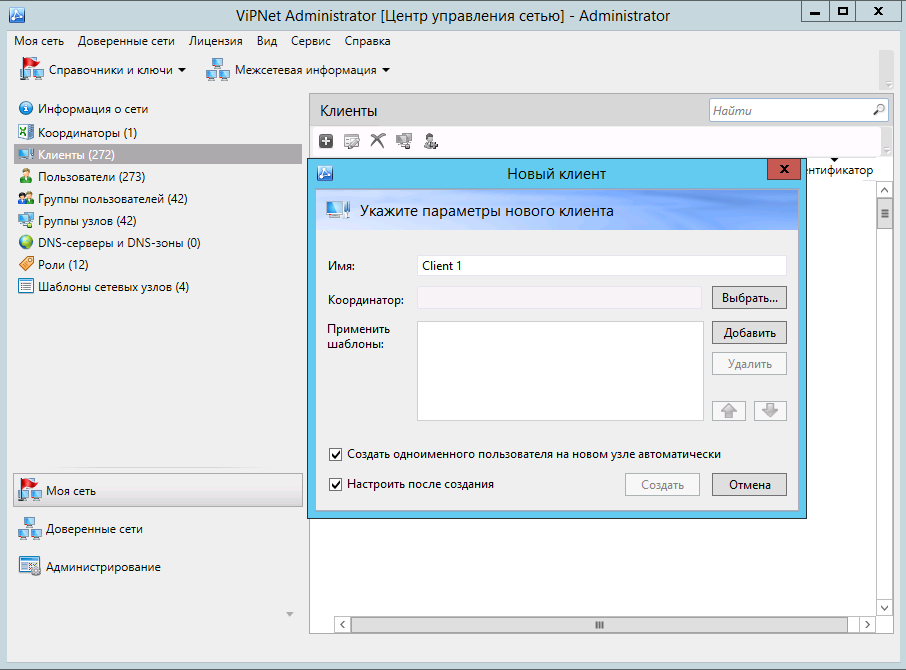 ViPNet Administrator [Центр управления сетью] - Administrator
Моя сеть Доверенные сети Лицензия Вид Сервис Справка
Справочники и ключи Межсетевая информация
Информация о сети
Координаторы (1)
Клиенты (272)
Пользователи (273)
Группы пользователей (42)
Группы узлов (42)
DNS-серверы и DNS-зоны (0)
Роли (12)
Шаблоны сетевых узлов (4)
Моя сеть
Доверенные сети
Администрирование
Клиенты
Найти
ентификатор
Новый клиент
Укажите параметры нового клиента
Имя: Client 1
Координатор: Выбрать...
Применить
шаблоны:
Добавить
Удалить
Создать одноименного пользователя на новом узле автоматически
Настроить после создания
Создать Отмена